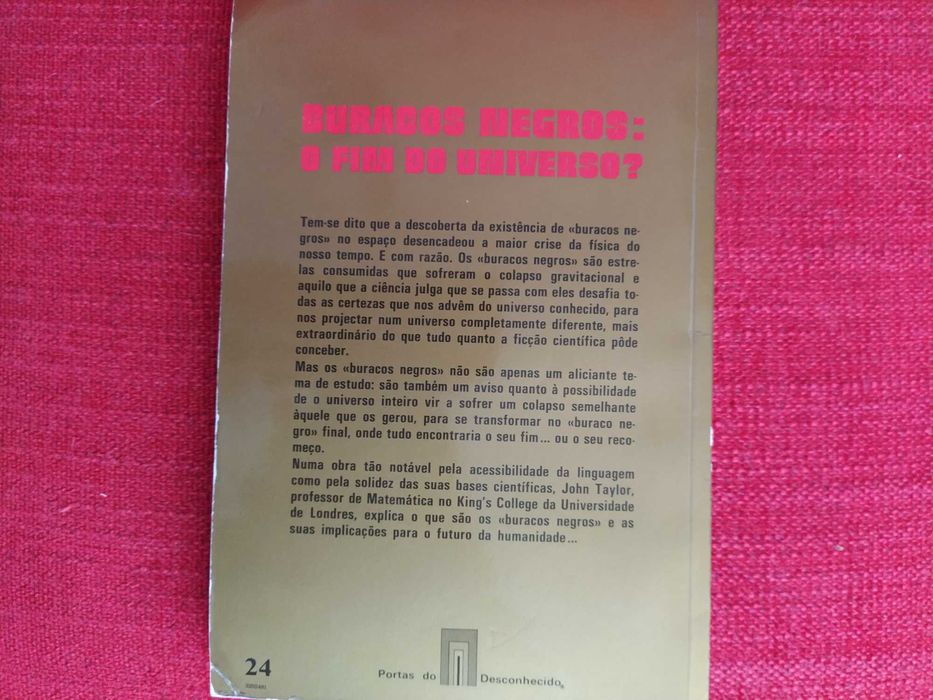 BURACOS NEGROS:
O FIM DO UNIVERSO?
Tem-se dito que a descoberta da existência de «buracos ne-
gros» no espaço desencadeou a maior crise da física do
nosso tempo. E com razão. Os «buracos negros» são estre-
las consumidas que sofreram o colapso gravitacional e
aquilo que a ciência julga que se passa com eles desafia to-
das as certezas que nos advêm do universo conhecido, para
nos projectar num universo completamente diferente, mais
extraordinário do que tudo quanto a ficção científica pôde
conceber.
Mas os «buracos negros» não são apenas um aliciante te-
ma de estudo: são também um aviso quanto à possibilidade
de o universo inteiro vir a sofrer um colapso semelhante
àquele que os gerou, para se transformar no «buraco ne-
gro» final, onde tudo encontraria o seu fim... ou o seu reco-
meço.
Numa obra tão notável pela acessibilidade da linguagem
como pela solidez das suas bases científicas, John Taylor,
professor de Matemática no King's College da Universidade
de Londres, explica o que são os «buracos negros» e as
suas implicações para o futuro da humanidade...
24
Portas do Desconhecido